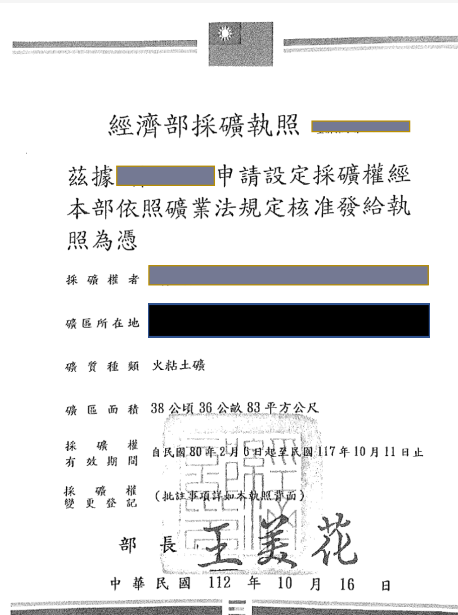 經濟部採礦執照
茲據 申請設定採礦權經
本部依照礦業法規定核准發給執
照為憑
採礦權者
礦區所在地
礦質種類 火粘土礦
礦區面積 38公頃36公畝83平方公尺
採礦權
有效期間 自民國80年2月6日起至民國117年10月11日止
採礦權
變更登記 (批註事項詳如本執照背面)
部長 王美花
中華民國 112 年 10 月 16 日